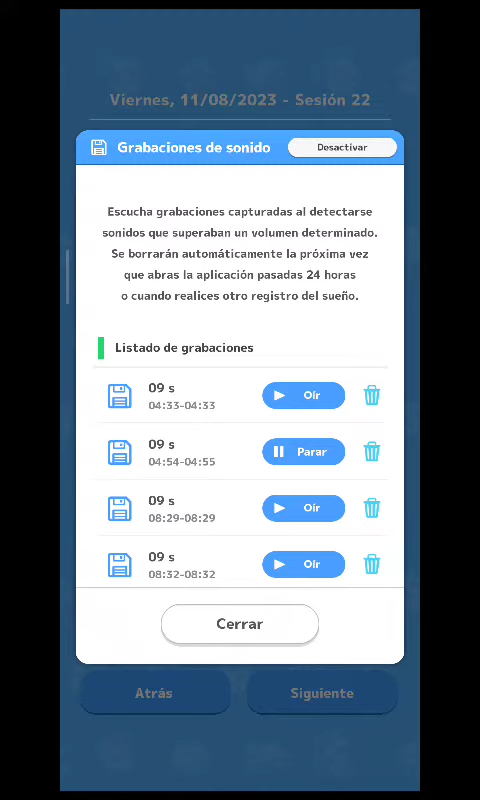 Viernes, 11/08/2023 - Sesión 22
Grabaciones de sonido
Desactivar
Escucha grabaciones capturadas al detectarse
sonidos que superaban un volumen determinado.
Se borrarán automáticamente la próxima vez
que abras la aplicación pasadas 24 horas
o cuando realices otro registro del sueño.
Listado de grabaciones
09 s
04:33-04:33
Oír
09 s
04:54-04:55
Parar
09 s
08:29-08:29
Oír
09 s
08:32-08:32
Oír
Cerrar
Atrás
Siguiente